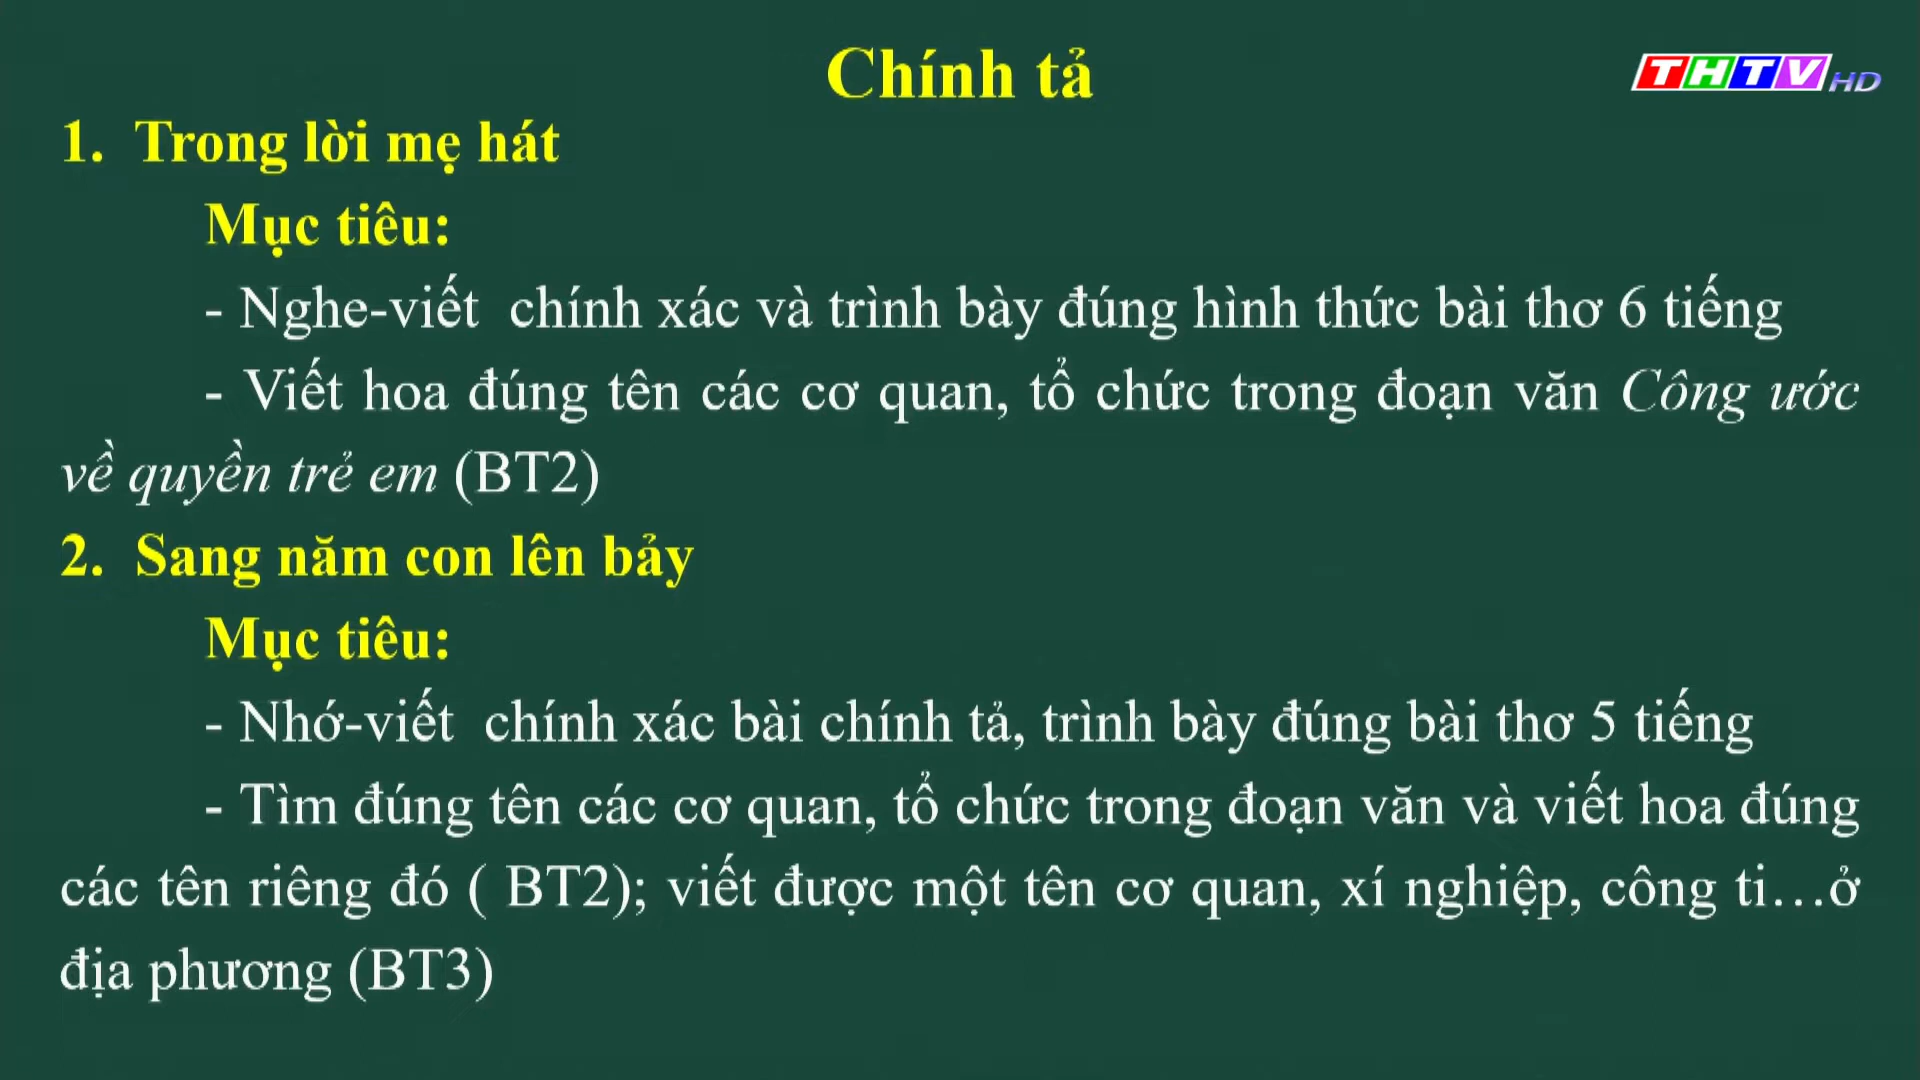 Chính tả
THTV HD
1. Trong lời mẹ hát
Mục tiêu:
- Nghe-viết chính xác và trình bày đúng hình thức bài thơ 6 tiếng
- Viết hoa đúng tên các cơ quan, tổ chức trong đoạn văn Công ước
về quyền trẻ em (BT2)
2. Sang năm con lên bảy
Mục tiêu:
- Nhớ-viết chính xác bài chính tả, trình bày đúng bài thơ 5 tiếng
- Tìm đúng tên các cơ quan, tổ chức trong đoạn văn và viết hoa đúng
các tên riêng đó ( BT2); viết được một tên cơ quan, xí nghiệp, công ti…ở
địa phương (BT3)